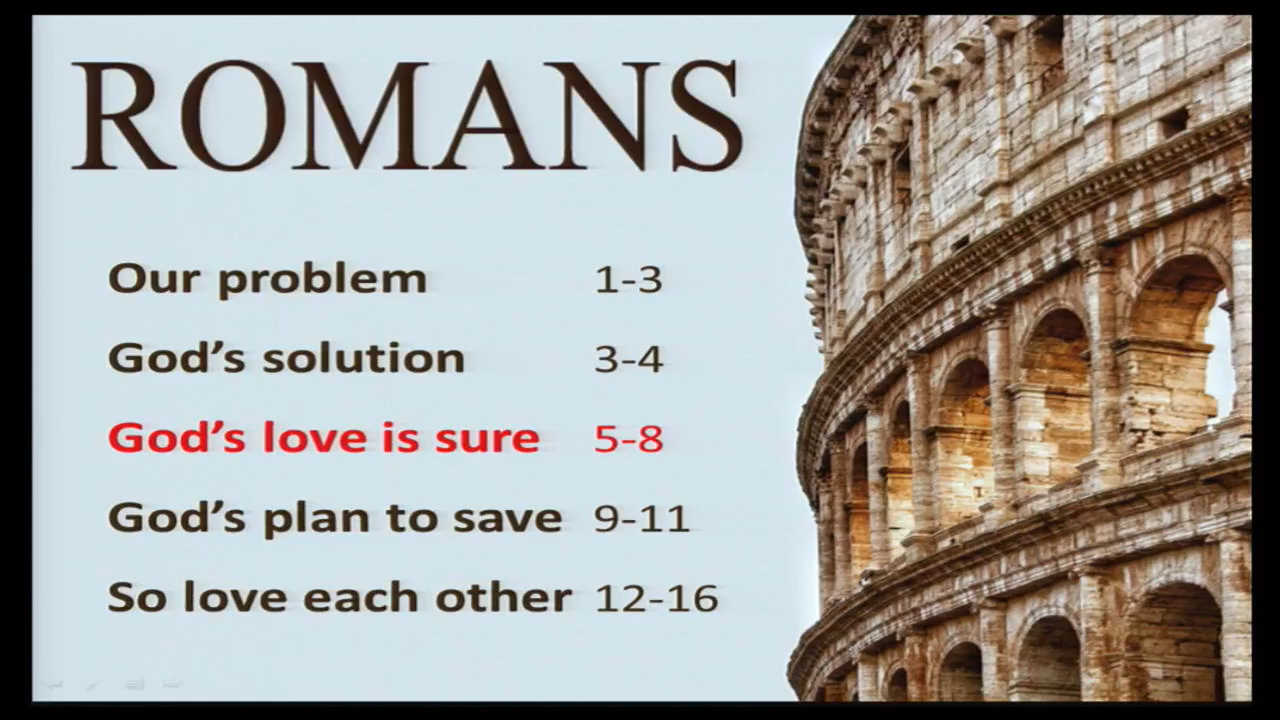 ROMANS
Our problem 1-3
God’s solution 3-4
God’s love is sure 5-8
God’s plan to save 9-11
So love each other 12-16